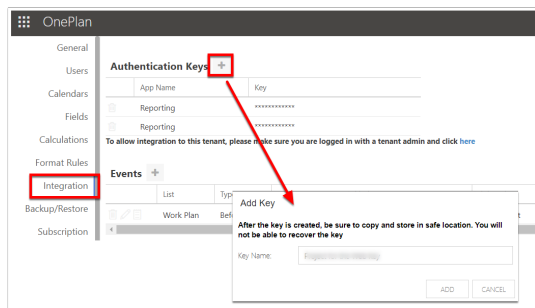 OnePlan
General
Users
Calendars
Fields
Calculations
Format Rules
Integration
Backup/Restore
Subscription
Authentication Keys +
App Name Key
Reporting ************
Reporting ************
To allow integration to this tenant, please make sure you are logged in with a tenant admin and click here
Events +
List
Work Plan
Add Key
After the key is created, be sure to copy and store in safe location. You will
not be able to recover the key
Key Name:
ADD CANCEL